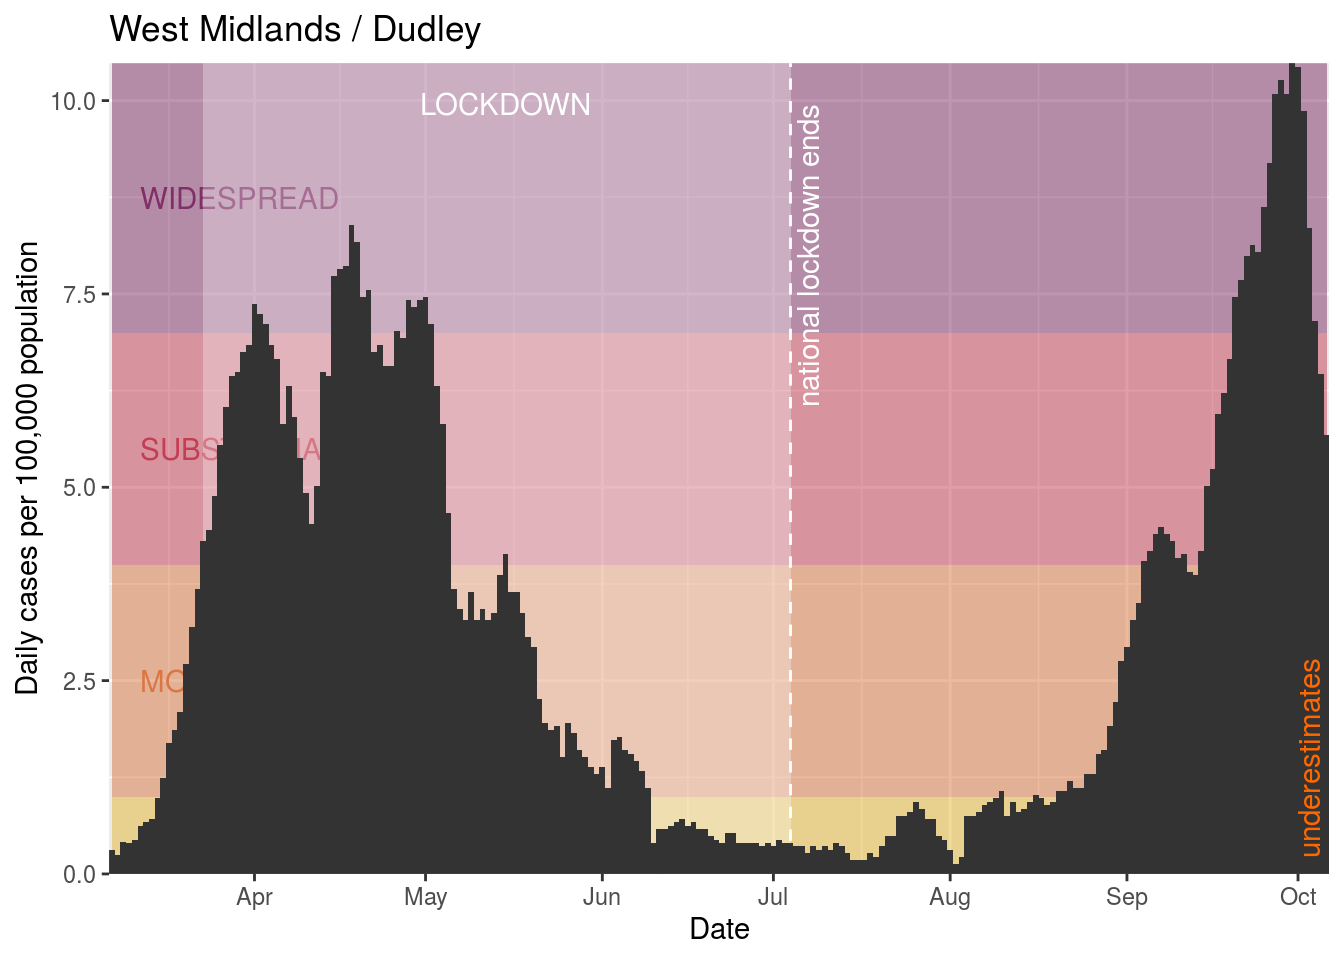 West Midlands / Dudley
10.0
7.5
5.0
2.5
0.0
Daily cases per 100,000 population
LOCKDOWN
WIDESPREAD
national lockdown ends
underestimates
Apr
May
Jun
Jul
Aug
Sep
Oct
Date